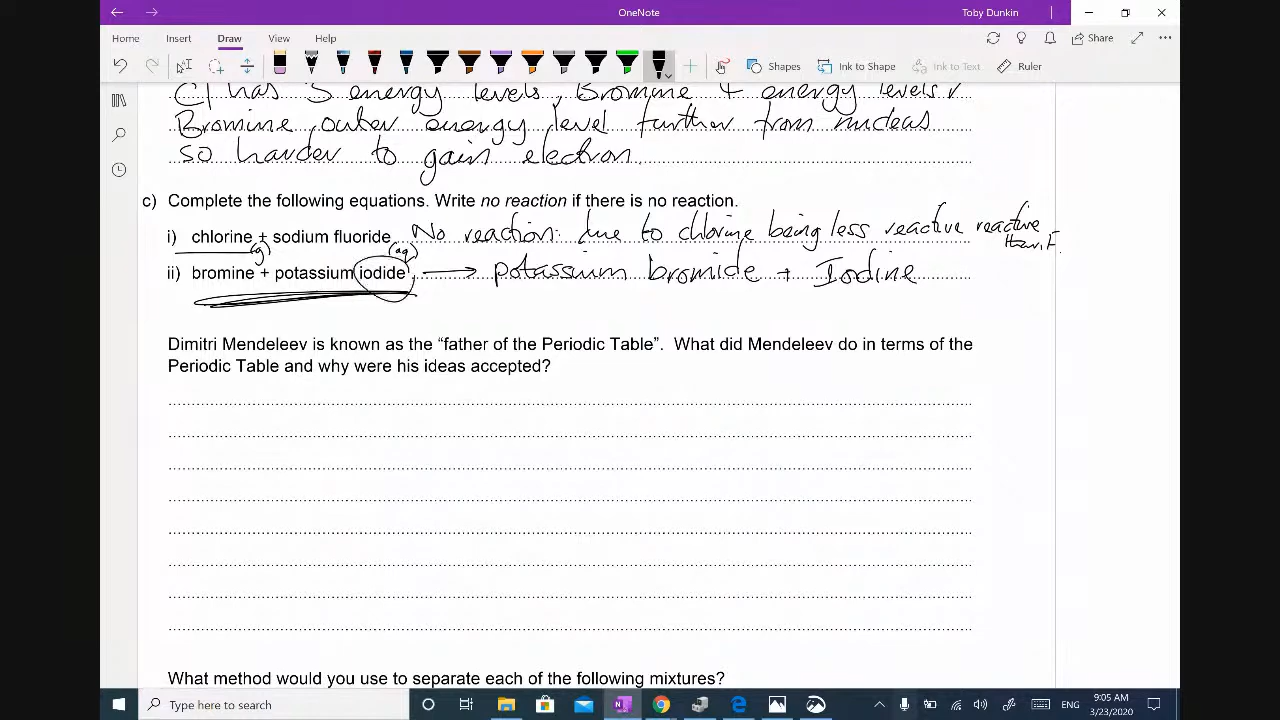 OneNote
Toby Dunkin
Home Insert Draw View Help
Share
Shapes Ink to Shape Ink to Text Ruler
Cl has 3 energy levels, Bromine 4 energy levels.
Bromine outer energy level further from nucleas
so harder to gain electron.
c) Complete the following equations. Write no reaction if there is no reaction.
i) chlorine + sodium fluoride No reaction: due to chlorine being less reactive reactive
than F.
(g) (aq)
ii) bromine + potassium iodide → potassium bromide + Iodine
Dimitri Mendeleev is known as the “father of the Periodic Table”. What did Mendeleev do in terms of the
Periodic Table and why were his ideas accepted?
What method would you use to separate each of the following mixtures?
Type here to search
ENG
9:05 AM
3/23/2020